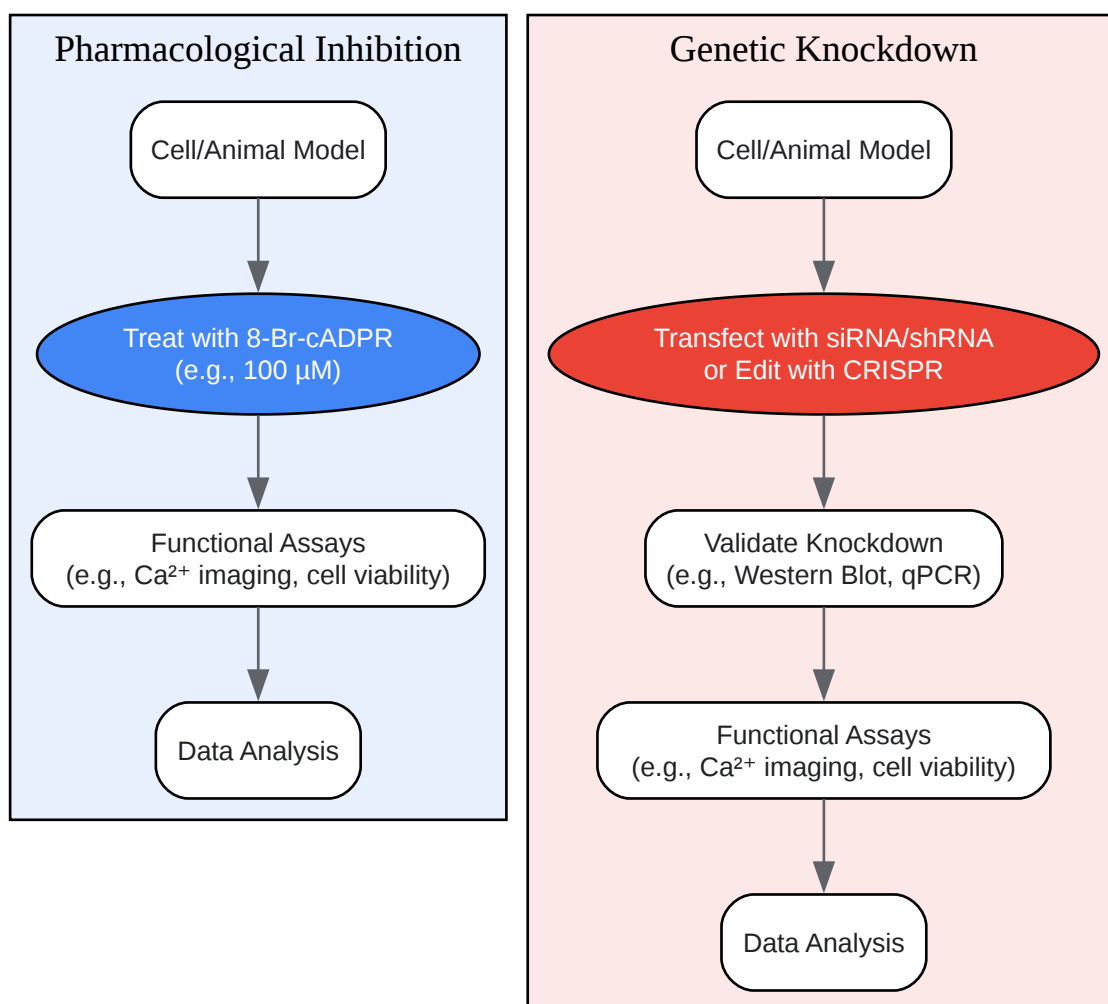 Pharmacological Inhibition
Cell/Animal Model
Treat with 8-Br-cADPR
(e.g., 100 µM)
Functional Assays
(e.g., Ca²⁺ imaging, cell viability)
Data Analysis
Genetic Knockdown
Cell/Animal Model
Transfect with siRNA/shRNA
or Edit with CRISPR
Validate Knockdown
(e.g., Western Blot, qPCR)
Functional Assays
(e.g., Ca²⁺ imaging, cell viability)
Data Analysis